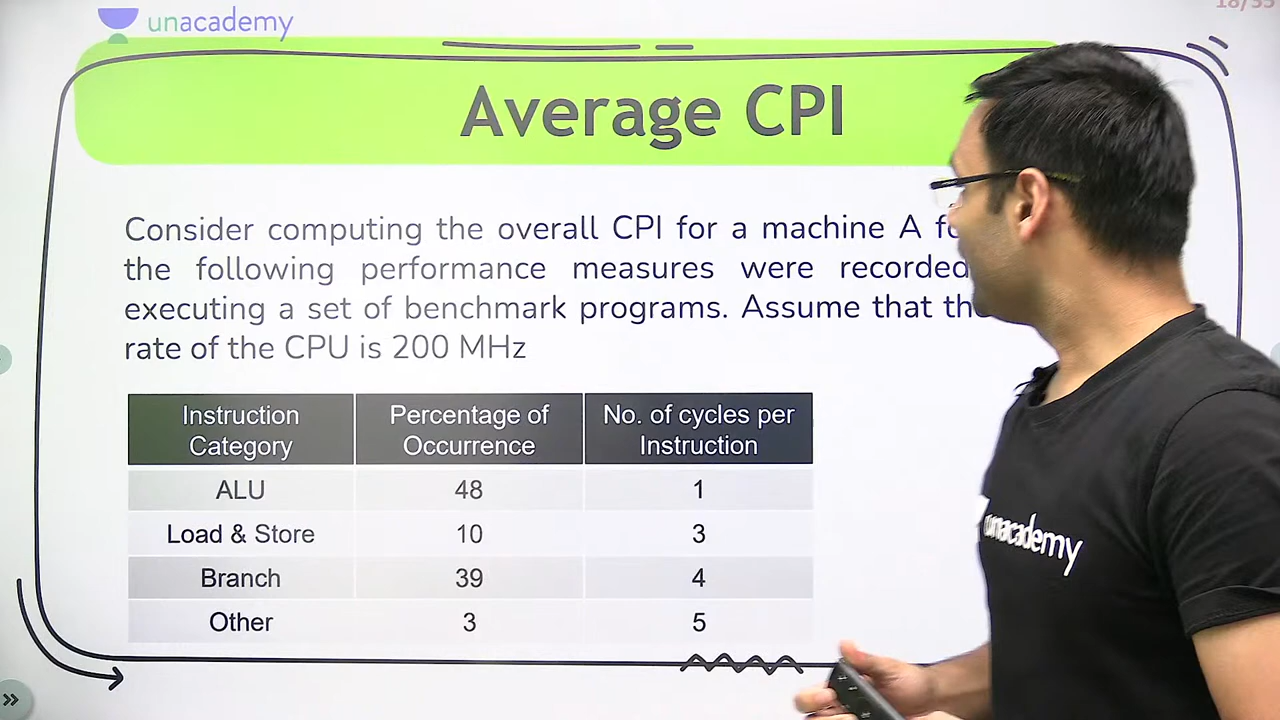 unacademy
Average CPI
Consider computing the overall CPI for a machine A
the following performance measures were recorded
executing a set of benchmark programs. Assume that
rate of the CPU is 200 MHz
Instruction Category Percentage of Occurrence No. of cycles per Instruction
ALU 48 1
Load & Store 10 3
Branch 39 4
Other 3 5
unacademy